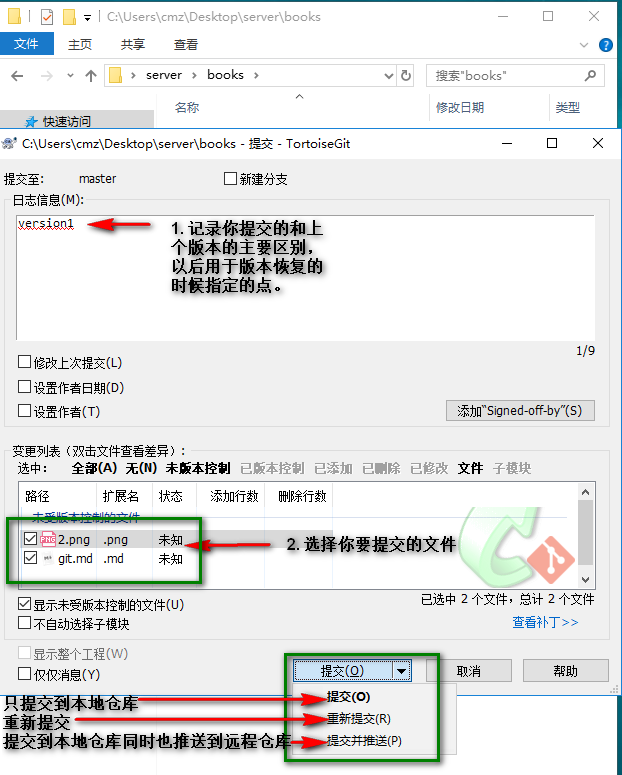 C:\Users\cmz\Desktop\server\books
文件 主页 共享 查看
server books 搜索"books"
名称 修改日期 类型
快速访问
C:\Users\cmz\Desktop\server\books - 提交 - TortoiseGit
提交至: master 新建分支
日志信息(M):
version1
1. 记录你提交的和上
个版本的主要区别,
以后用于版本恢复的
时候指定的点。
1/9
修改上次提交(L)
设置作者日期(D)
设置作者(T)
添加"Signed-off-by"(S)
变更列表（双击文件查看差异）:
选中: 全部(A) 无(N) 未版本控制 已版本控制 已添加 已删除 已修改 文件 子模块
路径 扩展名 状态 添加行数 删除行数
未受版本控制的文件
2.png .png 未知
git.md .md 未知
2. 选择你要提交的文件
显示未受版本控制的文件(U)
已选中 2 个文件，总计 2 个文件
不自动选择子模块
查看补丁>>
显示整个工程(W)
仅仅消息(Y)
提交(O) 取消 帮助
只提交到本地仓库 提交(O)
重新提交 重新提交(R)
提交到本地仓库同时也推送到远程仓库 提交并推送(P)